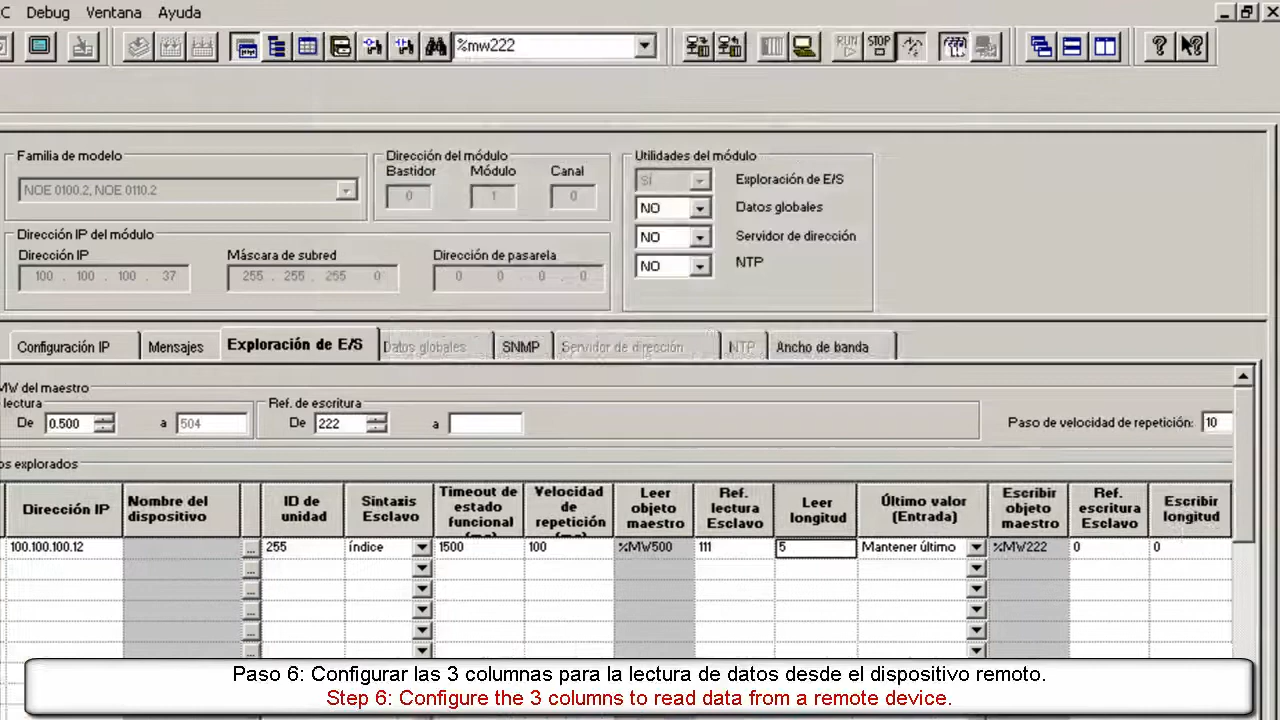 C Debug Ventana Ayuda
%mw222
RUN STOP
Familia de modelo
NOE 0100.2, NOE 0110.2
Dirección del módulo
Bastidor Módulo Canal
0 1 0
Utilidades del módulo
SÍ Exploración de E/S
NO Datos globales
NO Servidor de dirección
NO NTP
Dirección IP del módulo
Dirección IP Máscara de subred Dirección de pasarela
100 . 100 . 100 . 37 255 . 255 . 255 0 0 . 0 . 0 . 0
Configuración IP Mensajes Exploración de E/S Datos globales SNMP Servidor de dirección NTP Ancho de banda
MW del maestro
lectura Ref. de escritura
De 0.500 a 504 De 222 a Paso de velocidad de repetición: 10
os explorados
Dirección IP Nombre del dispositivo ID de unidad Sintaxis Esclavo Timeout de estado funcional Velocidad de repetición Leer objeto maestro Ref. lectura Esclavo Leer longitud Último valor (Entrada) Escribir objeto maestro Ref. escritura Esclavo Escribir longitud
100.100.100.12 ... 255 índice 1500 100 %MW500 111 5 Mantener último %MW222 0 0
...
...
...
...
...
Paso 6: Configurar las 3 columnas para la lectura de datos desde el dispositivo remoto.
Step 6: Configure the 3 columns to read data from a remote device.